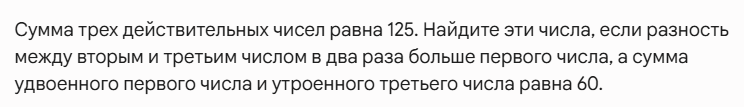 Сумма трех действительных чисел равна 125. Найдите эти числа, если разность
между вторым и третьим числом в два раза больше первого числа, а сумма
удвоенного первого числа и утроенного третьего числа равна 60.